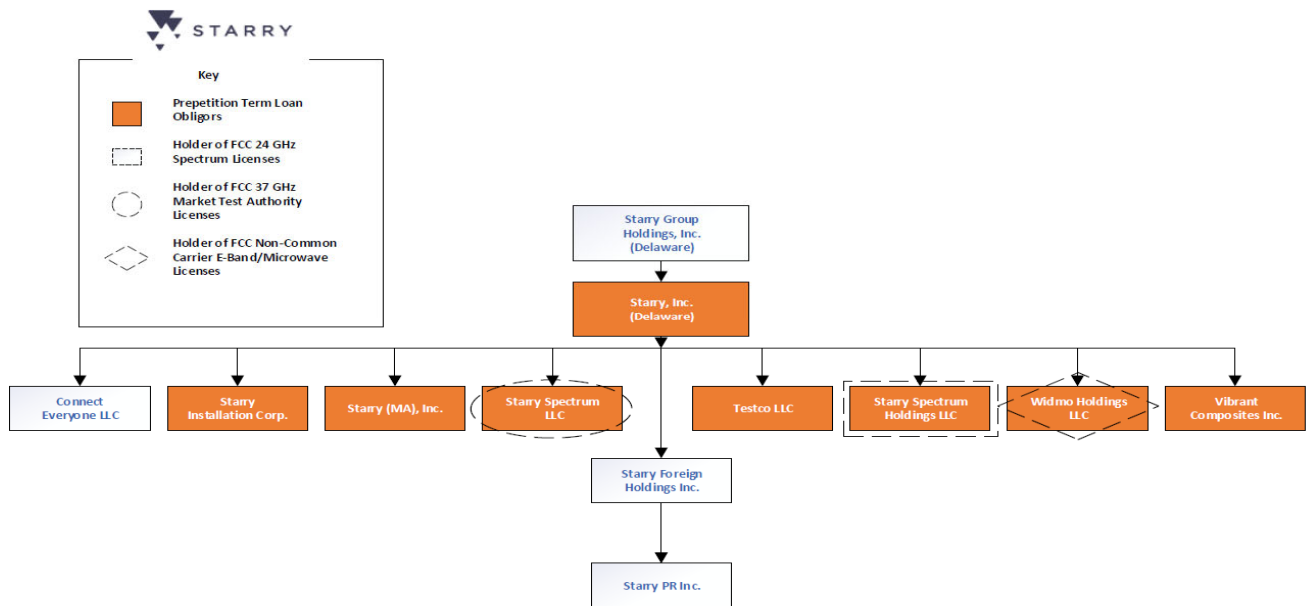 STARRY
Key
Prepetition Term Loan
Obligors
Holder of FCC 24 GHz
Spectrum Licenses
Holder of FCC 37 GHz
Market Test Authority
Licenses
Holder of FCC Non-Common
Carrier E-Band/Microwave
Licenses
Starry Group
Holdings, Inc.
(Delaware)
Starry, Inc.
(Delaware)
Connect
Everyone LLC
Starry
Installation Corp.
Starry (MA), Inc.
Starry Spectrum
LLC
Testco LLC
Starry Spectrum
Holdings LLC
Widmo Holdings
LLC
Vibrant
Composites Inc.
Starry Foreign
Holdings Inc.
Starry PR Inc.